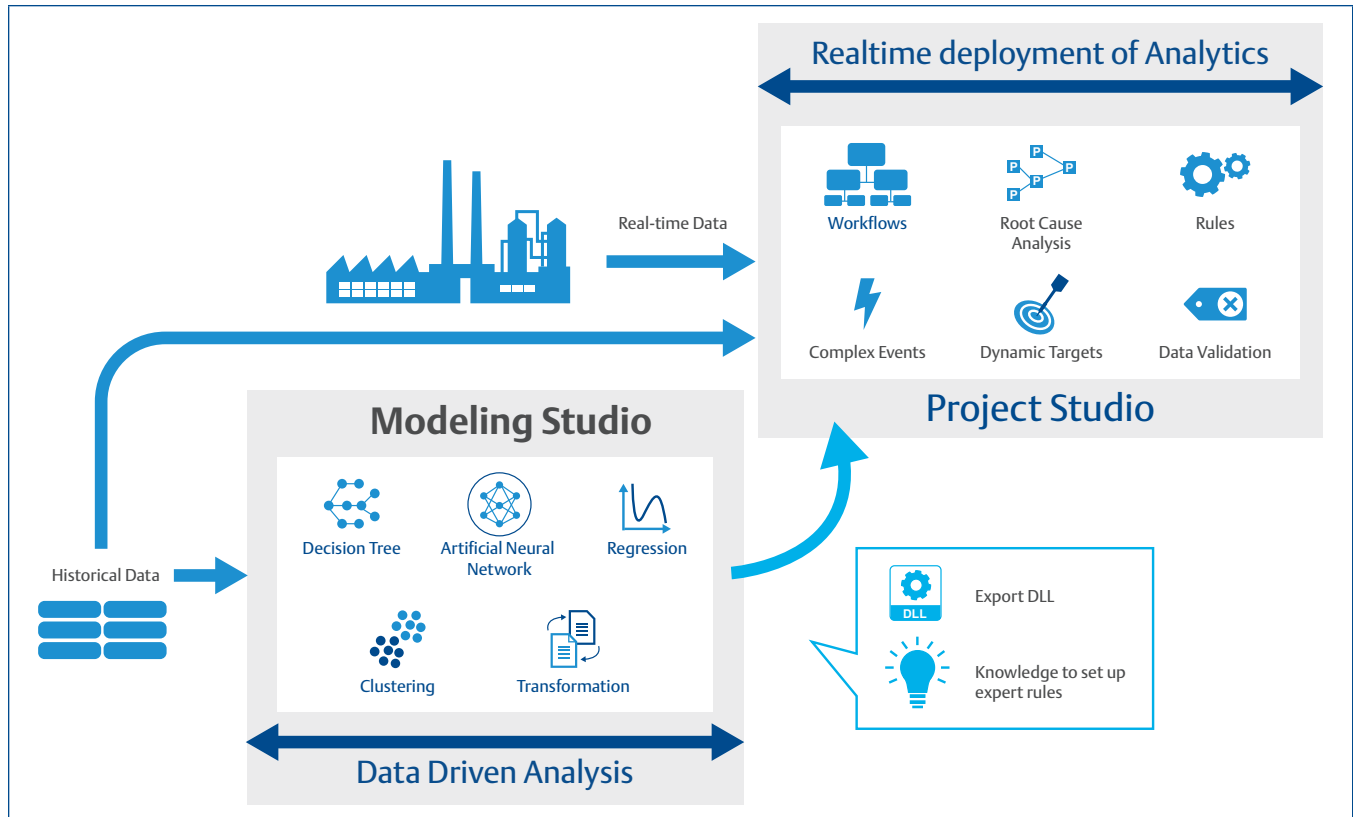 Realtime deployment of Analytics
Workflows
Root Cause
Analysis
Rules
Complex Events
Dynamic Targets
Data Validation
Project Studio
Real-time Data
P
P
P
P
P
Modeling Studio
Decision Tree
Artificial Neural
Network
Regression
Clustering
Transformation
Data Driven Analysis
Historical Data
DLL
Export DLL
Knowledge to set up
expert rules